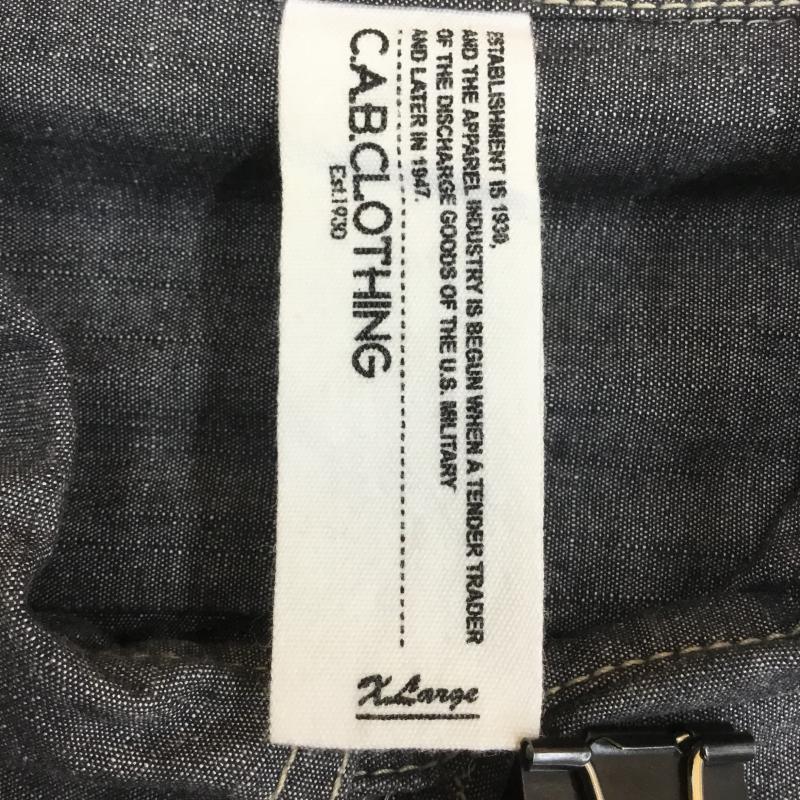 ESTABLISHMENT IS 1930,
AND THE APPAREL INDUSTRY IS BEGUN WHEN A TENDER TRADER
OF THE DISCHARGE GOODS OF THE U.S. MILITARY
AND LATER IN 1947.
C.A.B.CLOTHING
Est.1930
X.Large